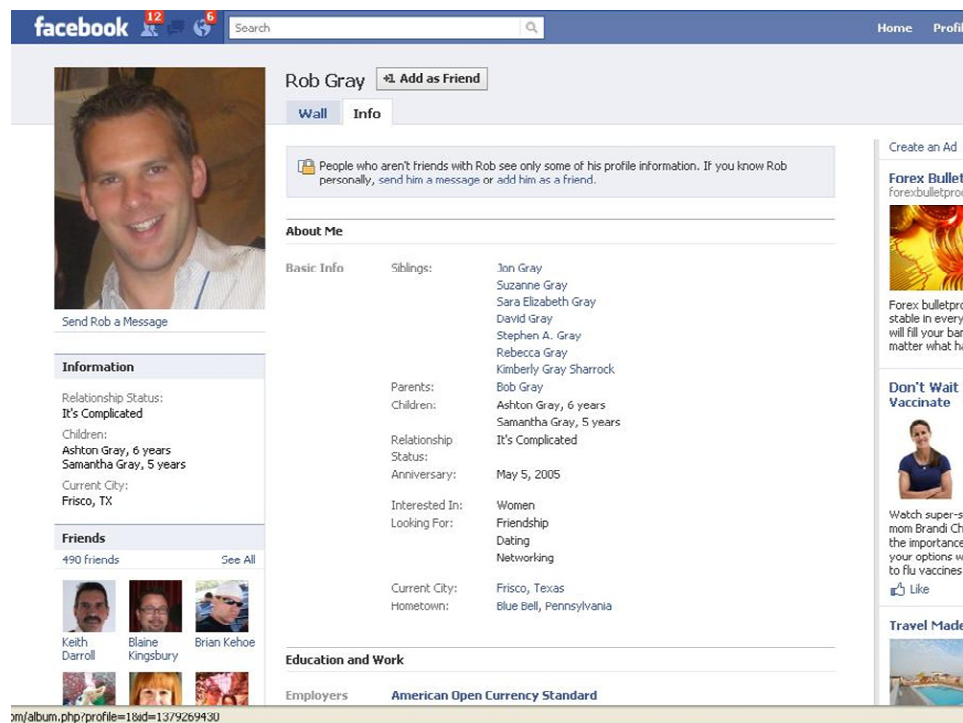 facebook 12 6 Search Home Profil
Rob Gray +1 Add as Friend
Wall Info
People who aren't friends with Rob see only some of his profile information. If you know Rob
personally, send him a message or add him as a friend.
About Me
Basic Info Siblings: Jon Gray
Suzanne Gray
Sara Elizabeth Gray
David Gray
Stephen A. Gray
Rebecca Gray
Kimberly Gray Sharrock
Parents: Bob Gray
Children: Ashton Gray, 6 years
Samantha Gray, 5 years
Relationship It's Complicated
Status:
Anniversary: May 5, 2005
Interested In: Women
Looking For: Friendship
Dating
Networking
Current City: Frisco, Texas
Hometown: Blue Bell, Pennsylvania
Education and Work
Employers American Open Currency Standard
Send Rob a Message
Information
Relationship Status:
It's Complicated
Children:
Ashton Gray, 6 years
Samantha Gray, 5 years
Current City:
Frisco, TX
Friends
490 friends See All
Keith Blaine Brian Kehoe
Darroll Kingsbury
Create an Ad
Forex Bullet
forexbulletproo
Forex bulletpro
stable in every
will fill your ban
matter what ha
Don't Wait
Vaccinate
Watch super-s
mom Brandi Ch
the importance
your options w
to flu vaccines
Like
Travel Made
om/album.php?profile=1&id=1379269430